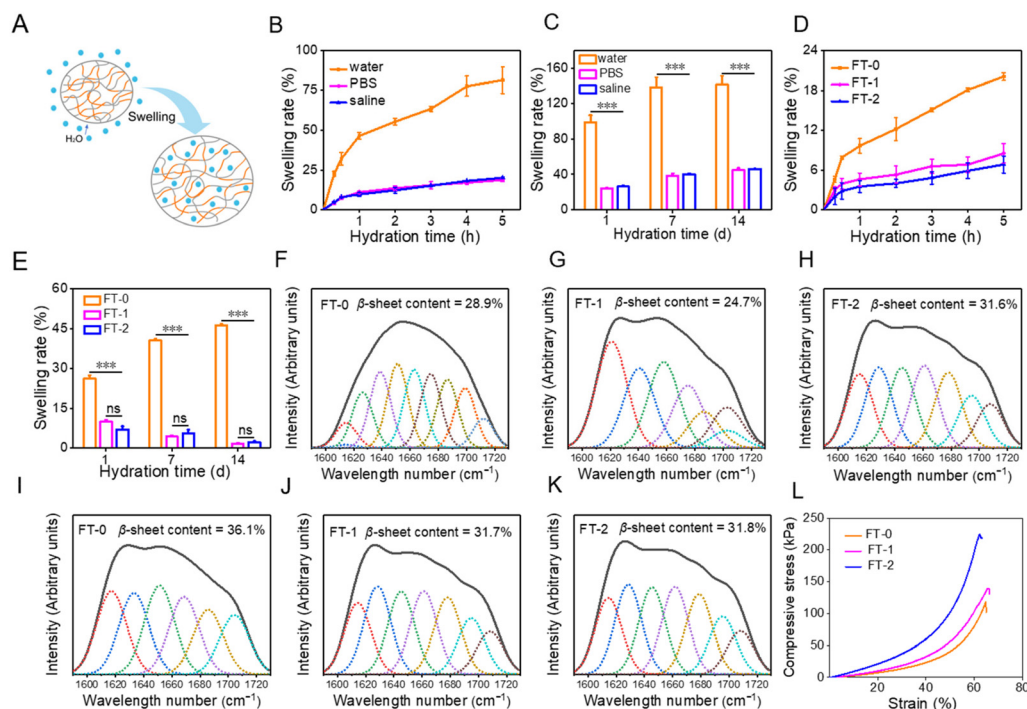 A
H₂O
Swelling
B
Swelling rate (%)
100
75
50
25
0
water
PBS
saline
1 2 3 4 5
Hydration time (h)
C
Swelling rate (%)
160
120
80
40
0
water
PBS
saline
***
***
***
1 7 14
Hydration time (d)
D
Swelling rate (%)
24
18
12
6
0
FT-0
FT-1
FT-2
1 2 3 4 5
Hydration time (h)
E
Swelling rate (%)
60
45
30
15
0
FT-0
FT-1
FT-2
***
***
***
ns
ns
ns
1 7 14
Hydration time (d)
F
FT-0 β-sheet content = 28.9%
Intensity (Arbitrary units)
1600 1620 1640 1660 1680 1700 1720
Wavelength number (cm⁻¹)
G
FT-1 β-sheet content = 24.7%
Intensity (Arbitrary units)
1600 1620 1640 1660 1680 1700 1720
Wavelength number (cm⁻¹)
H
FT-2 β-sheet content = 31.6%
Intensity (Arbitrary units)
1600 1620 1640 1660 1680 1700 1720
Wavelength number (cm⁻¹)
I
FT-0 β-sheet content = 36.1%
Intensity (Arbitrary units)
1600 1620 1640 1660 1680 1700 1720
Wavelength number (cm⁻¹)
J
FT-1 β-sheet content = 31.7%
Intensity (Arbitrary units)
1600 1620 1640 1660 1680 1700 1720
Wavelength number (cm⁻¹)
K
FT-2 β-sheet content = 31.8%
Intensity (Arbitrary units)
1600 1620 1640 1660 1680 1700 1720
Wavelength number (cm⁻¹)
L
Compressive stress (kPa)
250
200
150
100
50
0
FT-0
FT-1
FT-2
20 40 60 80
Strain (%)